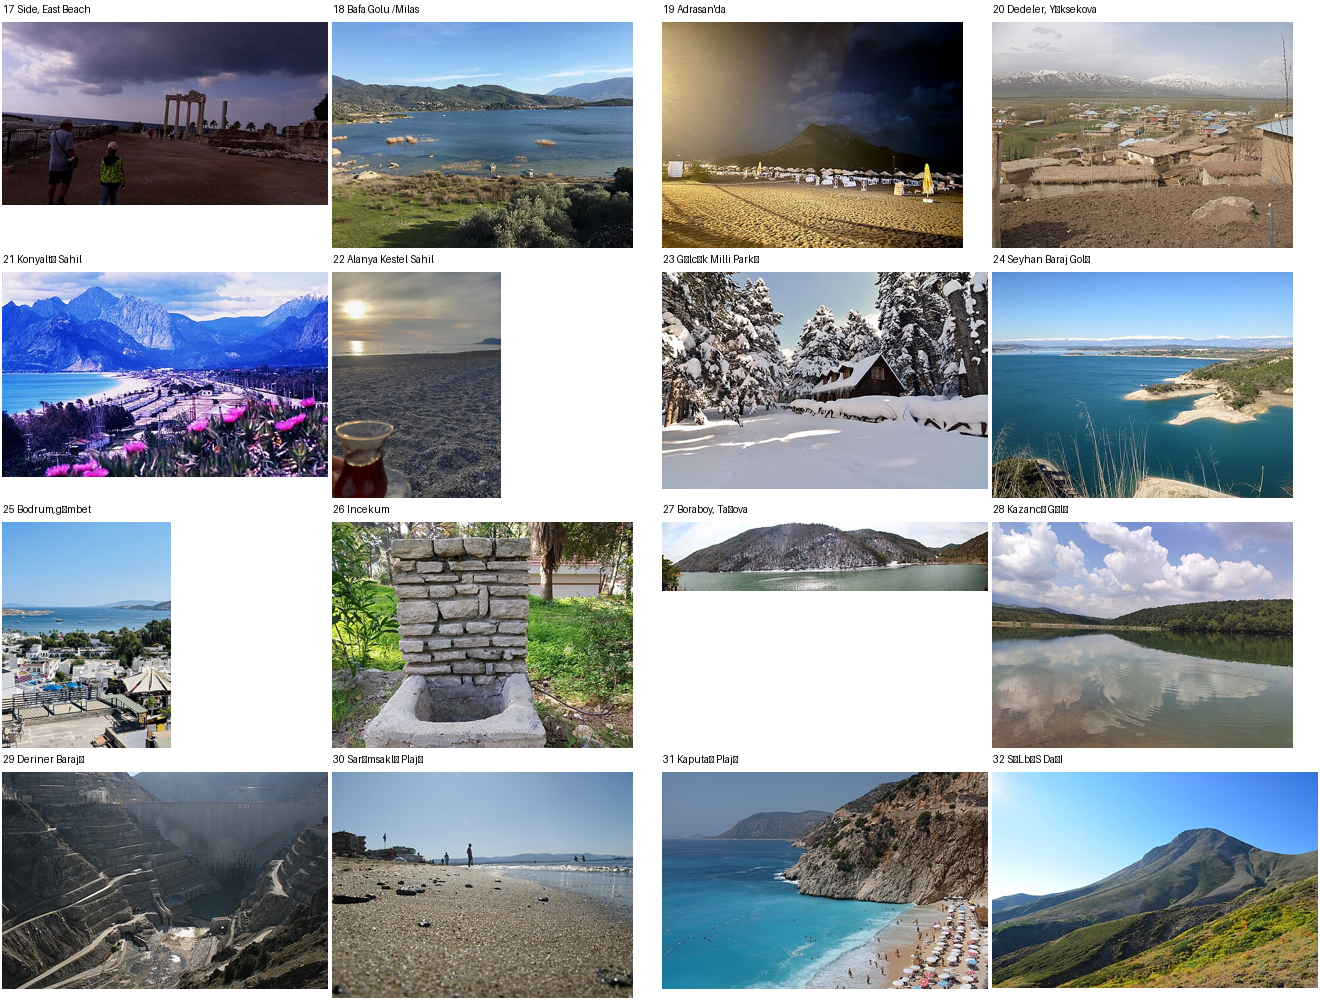 17 Side, East Beach
18 Bafa Golu /Milas
19 Adrasan'da
20 Dedeler, Y▯ksekova
21 Konyalt▯ Sahil
22 Alanya Kestel Sahil
23 G▯lc▯k Milli Park▯
24 Seyhan Baraj Gol▯
25 Bodrum,g▯mbet
26 Incekum
27 Boraboy, Ta▯ova
28 Kazanc▯ G▯l▯
29 Deriner Baraj▯
30 Sar▯msakl▯ Plaj▯
31 Kaputa▯ Plaj▯
32 S▯Lb▯S Da▯I